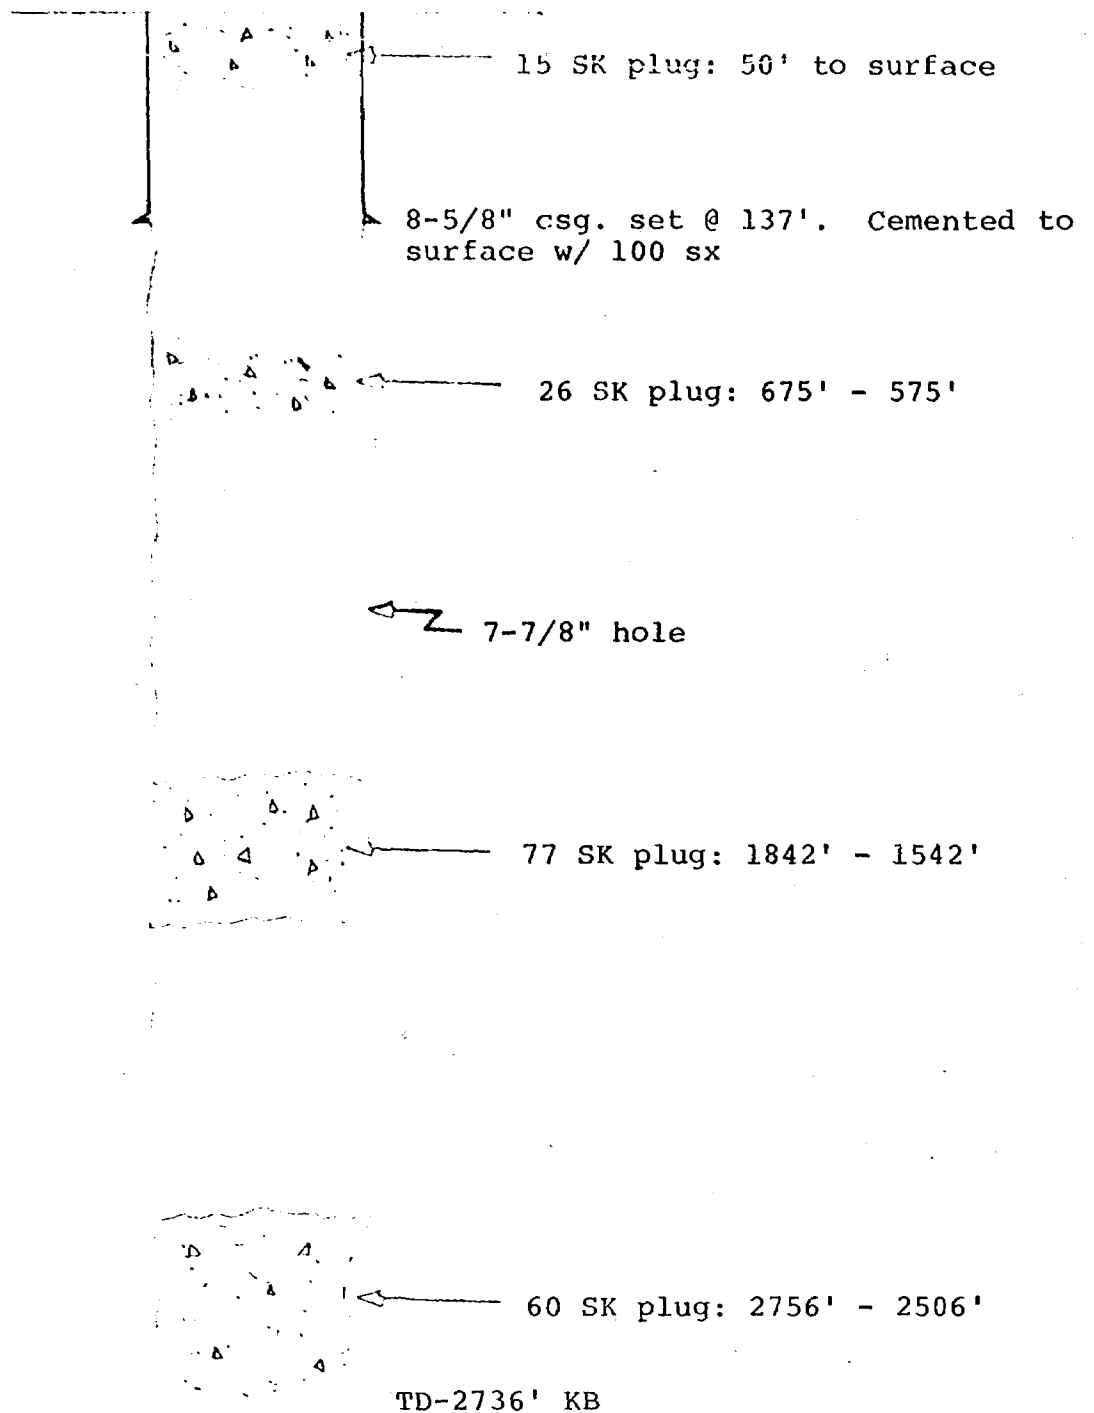 15 SK plug: 50' to surface
8-5/8" csg. set @ 137'. Cemented to
surface w/ 100 sx
26 SK plug: 675' - 575'
7-7/8" hole
77 SK plug: 1842' - 1542'
60 SK plug: 2756' - 2506'
TD-2736' KB